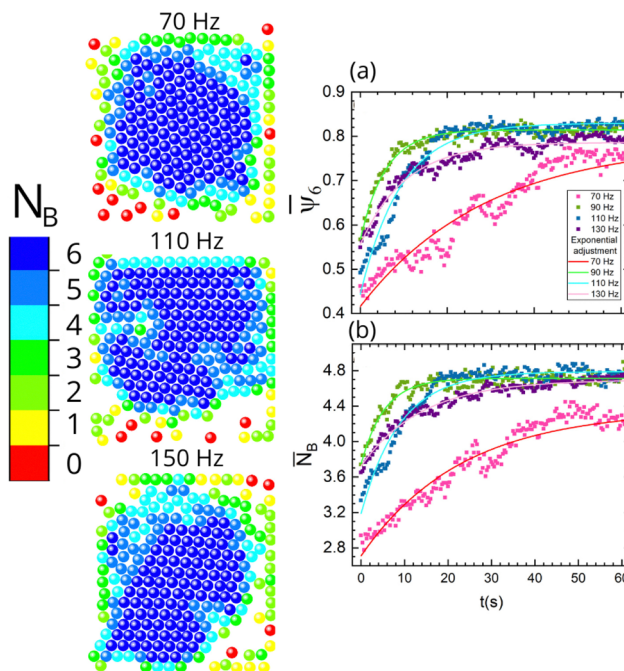 70 Hz
N_B
6
5
4
3
2
1
0
110 Hz
150 Hz
(a)
0.9
0.8
0.7
0.6
0.5
0.4
ψ̅_6
70 Hz
90 Hz
110 Hz
130 Hz
Exponential
adjustment
70 Hz
90 Hz
110 Hz
130 Hz
(b)
4.8
4.4
4.0
3.6
3.2
2.8
N̅_B
0 10 20 30 40 50 60
t(s)